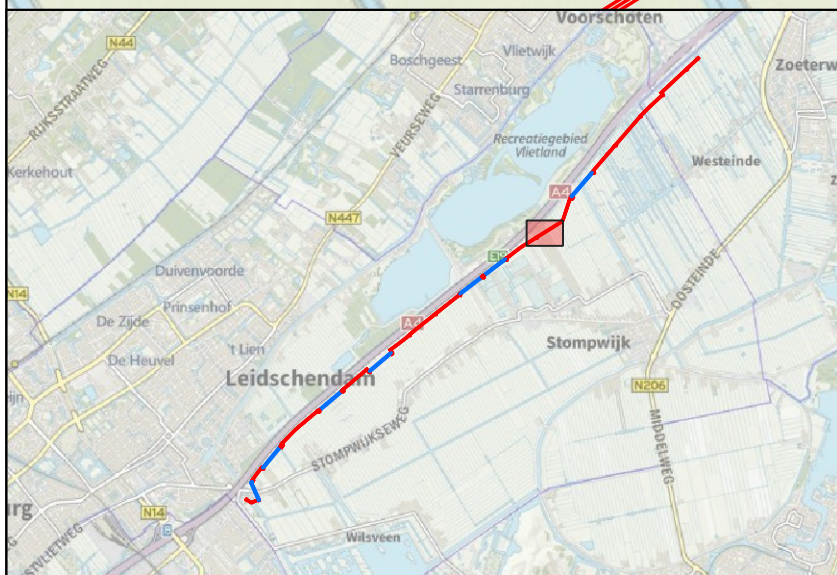 Voorschoten
N44
Vlietwijk
Boschgeest
Zoeterw
Starrenburg
RIJKSSTRAATWEG
VEURSEWEG
Recreatiegebied
Vlietland
Westeinde
Kerkehout
A4
N447
Duivenvoorde
OOSTEINDE
N14
Prinsenhof
De Zijde
A4
't Lien
Stompwijk
De Heuvel
Leidschendam
N206
STOMPWIJKSEWEG
MIDDELWEG
N14
Wilsveen